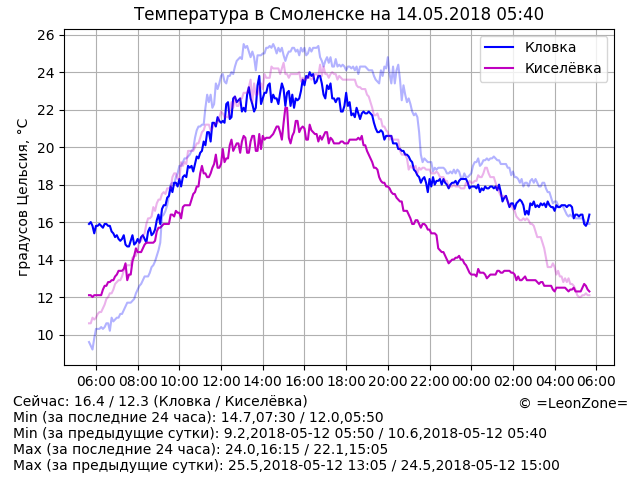 Температура в Смоленске на 14.05.2018 05:40
градусов Цельсия, °C
26
24
22
20
18
16
14
12
10
Кловка
Киселёвка
06:00 08:00 10:00 12:00 14:00 16:00 18:00 20:00 22:00 00:00 02:00 04:00 06:00
Сейчас: 16.4 / 12.3 (Кловка / Киселёвка)
© =LeonZone=
Min (за последние 24 часа): 14.7,07:30 / 12.0,05:50
Min (за предыдущие сутки): 9.2,2018-05-12 05:50 / 10.6,2018-05-12 05:40
Max (за последние 24 часа): 24.0,16:15 / 22.1,15:05
Max (за предыдущие сутки): 25.5,2018-05-12 13:05 / 24.5,2018-05-12 15:00